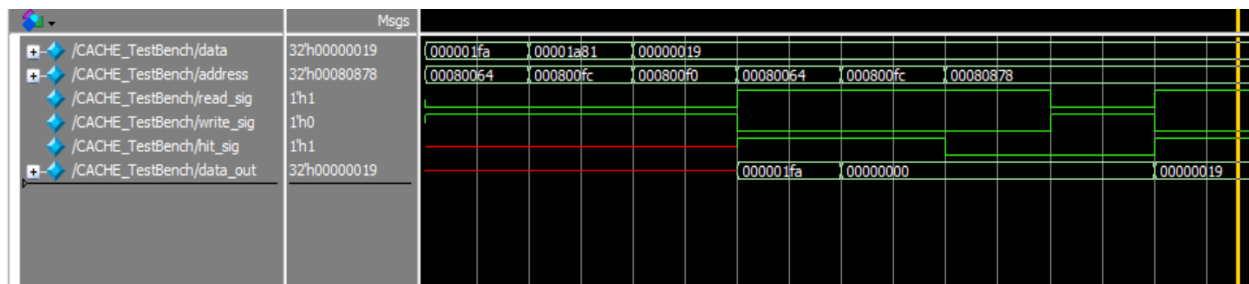 Msgs
/CACHE_TestBench/data 32'h00000019 000001fa 00001a81 00000019
/CACHE_TestBench/address 32'h00080878 00080064 000800fc 000800f0 00080064 000800fc 00080878
/CACHE_TestBench/read_sig 1'h1
/CACHE_TestBench/write_sig 1'h0
/CACHE_TestBench/hit_sig 1'h1
/CACHE_TestBench/data_out 32'h00000019 000001fa 00000000 00000019